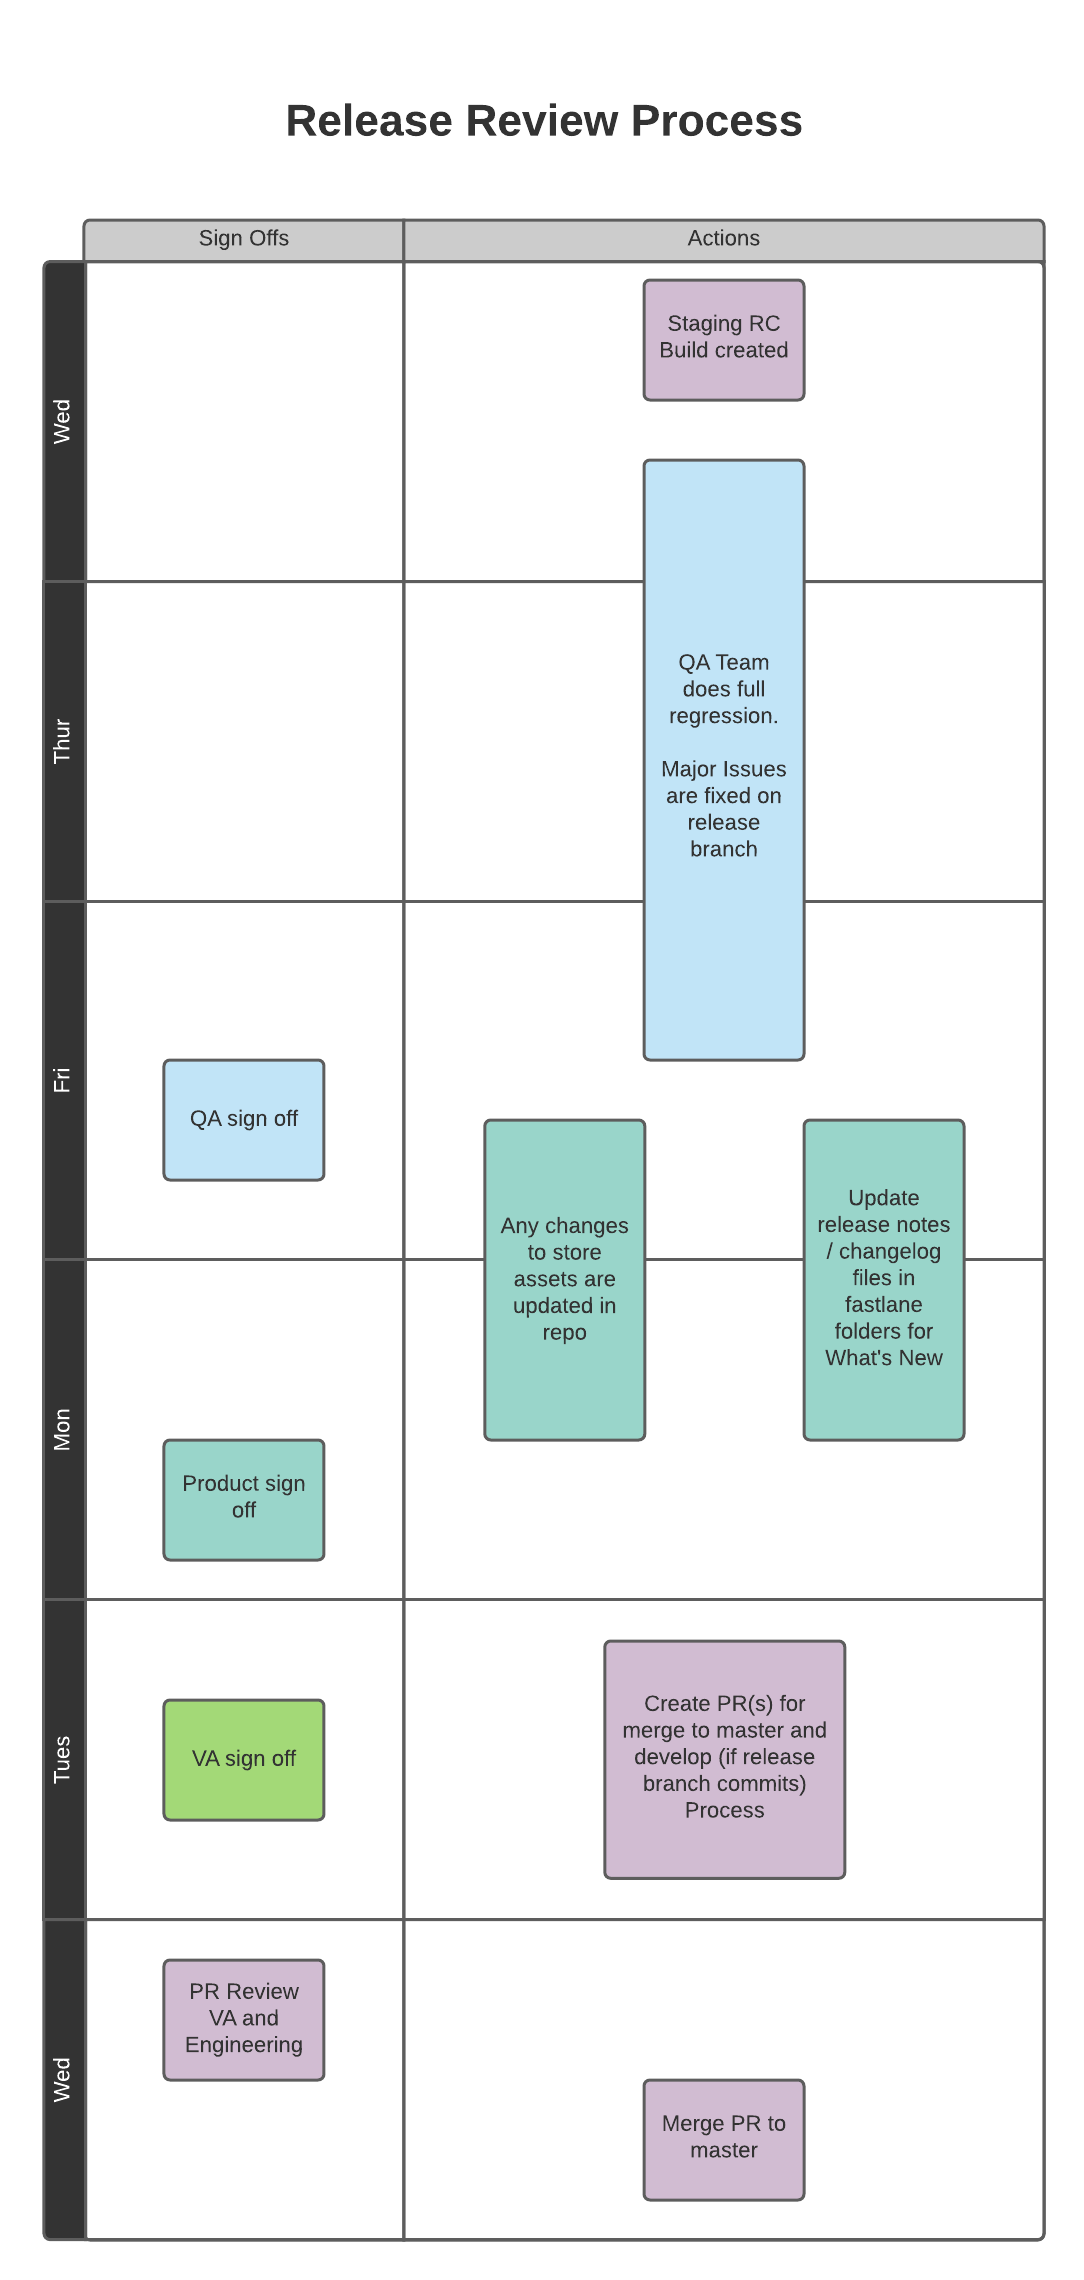 Release Review Process
Sign Offs
Actions
Wed
Staging RC
Build created
Thur
QA Team
does full
regression.
Major Issues
are fixed on
release
branch
Fri
QA sign off
Any changes
to store
assets are
updated in
repo
Update
release notes
/ changelog
files in
fastlane
folders for
What's New
Mon
Product sign
off
Tues
VA sign off
Create PR(s) for
merge to master and
develop (if release
branch commits)
Process
Wed
PR Review
VA and
Engineering
Merge PR to
master